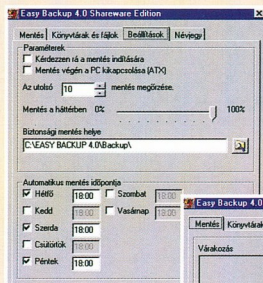 Easy Backup 4.0 Shareware Edition
Mentés Könyvtárak és fájlok Beállítások Névjegy
Paraméterek
Kérdezzen rá a mentés indítására
Mentés végén a PC kikapcsolása (ATX)
Az utolsó 10 mentés megőrzése.
Mentés a háttérben 0% 100%
Biztonsági mentés helye
C:\EASY BACKUP 4.0\Backup\
Automatikus mentés időpontja
Hétfő 18:00 Szombat 18:00
Kedd 18:00 Vasárnap 18:00
Szerda 18:00
Csütörtök 18:00
Péntek 18:00
Easy Backup 4.0
Mentés Könyvtárak
Várakozás